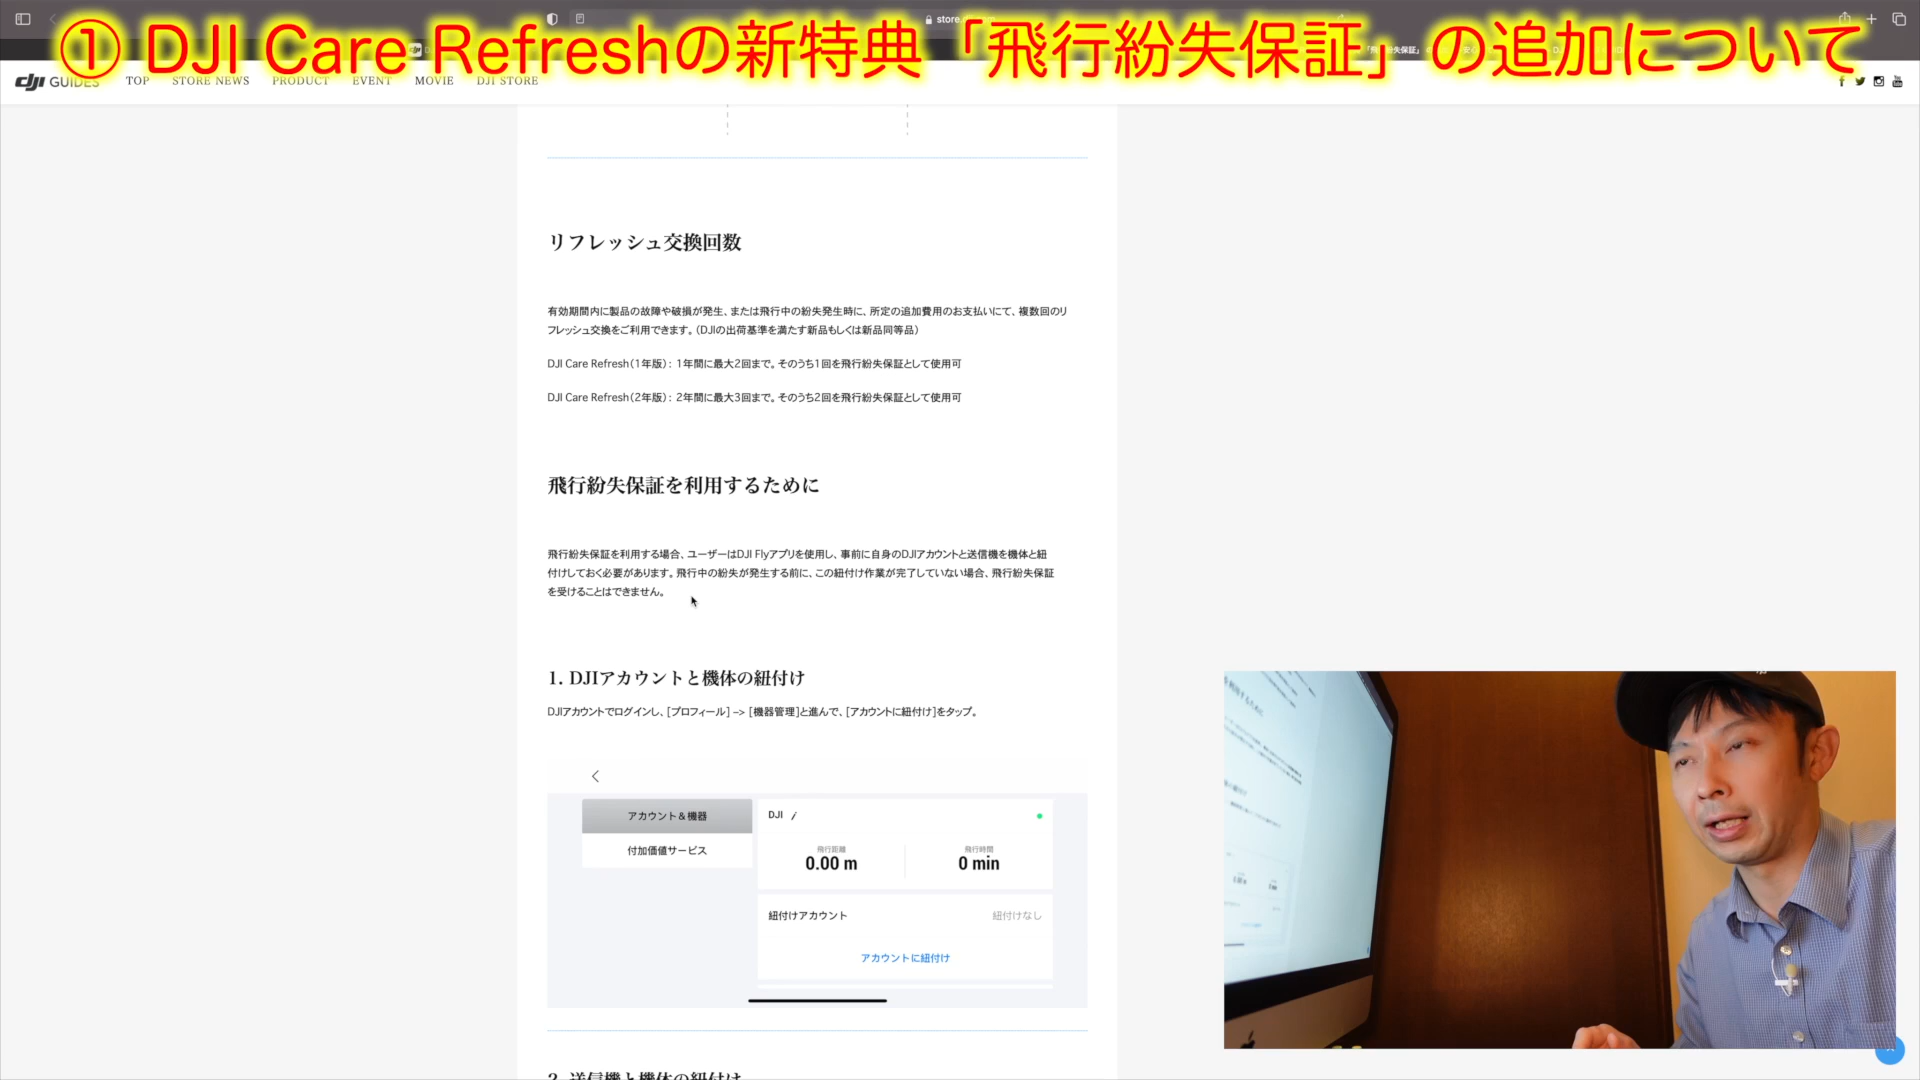 ① DJI Care Refreshの新特典「飛行紛失保証」の追加について
store.
dji GUIDES TOP STORE NEWS PRODUCT EVENT MOVIE DJI STORE
リフレッシュ交換回数
有効期間内に製品の故障や破損が発生、または飛行中の紛失発生時に、所定の追加費用のお支払いにて、複数回のリ
フレッシュ交換をご利用できます。（DJIの出荷基準を満たす新品もしくは新品同等品）
DJI Care Refresh（1年版）： 1年間に最大2回まで。そのうち1回を飛行紛失保証として使用可
DJI Care Refresh（2年版）： 2年間に最大3回まで。そのうち2回を飛行紛失保証として使用可
飛行紛失保証を利用するために
飛行紛失保証を利用する場合、ユーザーはDJI Flyアプリを使用し、事前に自身のDJIアカウントと送信機を機体と紐
付けしておく必要があります。飛行中の紛失が発生する前に、この紐付け作業が完了していない場合、飛行紛失保証
を受けることはできません。
1. DJIアカウントと機体の紐付け
DJIアカウントでログインし、[プロフィール] –> [機器管理]と進んで、[アカウントに紐付け]をタップ。
アカウント＆機器
付加価値サービス
DJI
飛行距離
0.00 m
飛行時間
0 min
紐付けアカウント 紐付けなし
アカウントに紐付け
2. 送信機と機体の紐付け